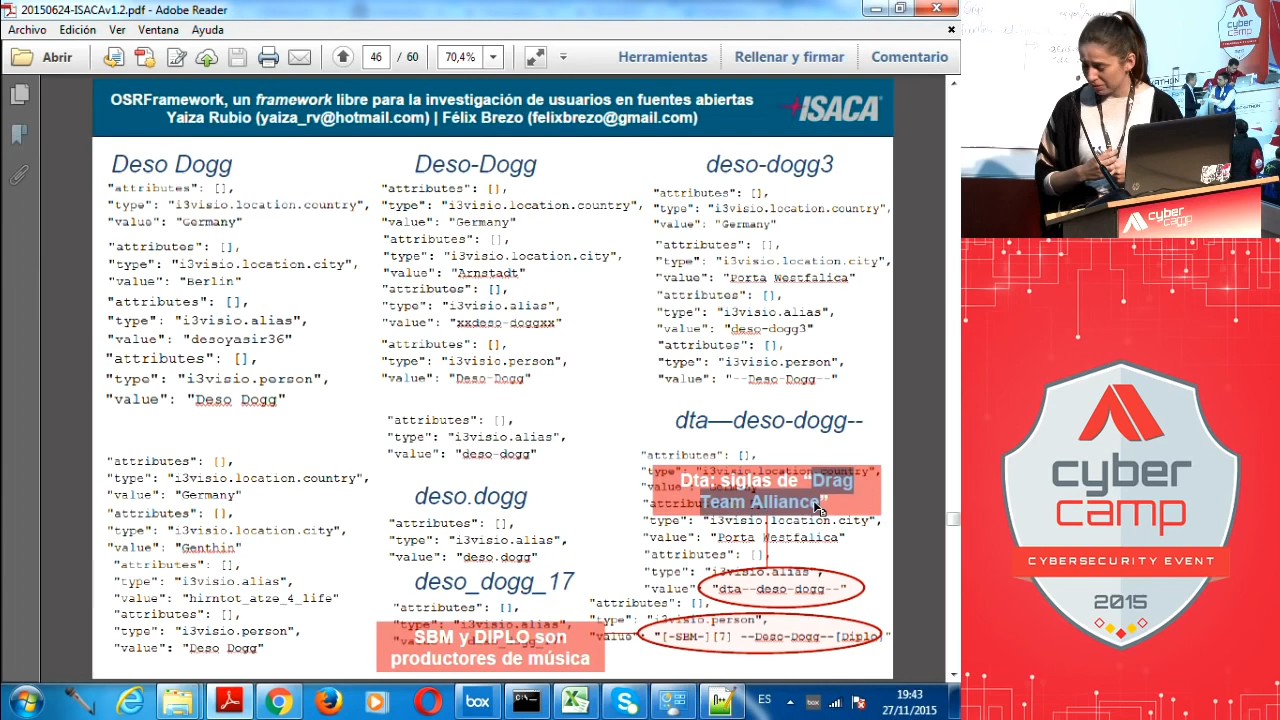 20150624-ISACAv1.2.pdf - Adobe Reader
Archivo Edición Ver Ventana Ayuda
Abrir 46 / 60 70,4% Herramientas Rellenar y firmar Comentario
OSRFramework, un framework libre para la investigación de usuarios en fuentes abiertas
Yaiza Rubio (yaiza_rv@hotmail.com) | Félix Brezo (felixbrezo@gmail.com)
ISACA
Deso Dogg
"attributes": [],
"type": "i3visio.location.country",
"value": "Germany"
"attributes": [],
"type": "i3visio.location.city",
"value": "Berlin"
"attributes": [],
"type": "i3visio.alias",
"value": "desoyasir36"
"attributes": [],
"type": "i3visio.person",
"value": "Deso Dogg"
"attributes": [],
"type": "i3visio.location.country",
"value": "Germany"
"attributes": [],
"type": "i3visio.location.city",
"value": "Genthin"
"attributes": [],
"type": "i3visio.alias",
"value": "hirntot_atze_4_life"
"attributes": [],
"type": "i3visio.person",
"value": "Deso Dogg"
Deso-Dogg
"attributes": [],
"type": "i3visio.location.country",
"value": "Germany"
"attributes": [],
"type": "i3visio.location.city",
"value": "Arnstadt"
"attributes": [],
"type": "i3visio.alias",
"value": "xxdeso-doggxx"
"attributes": [],
"type": "i3visio.person",
"value": "Deso-Dogg"
"attributes": [],
"type": "i3visio.alias",
"value": "deso-dogg"
deso.dogg
"attributes": [],
"type": "i3visio.alias",
"value": "deso.dogg"
deso_dogg_17
"attributes": [],
"type": "i3visio.alias",
SBM y DIPLO son
productores de música
deso-dogg3
"attributes": [],
"type": "i3visio.location.country",
"value": "Germany"
"attributes": [],
"type": "i3visio.location.city",
"value": "Porta Westfalica"
"attributes": [],
"type": "i3visio.alias",
"value": "deso-dogg3"
"attributes": [],
"type": "i3visio.person",
"value": "--Deso-Dogg--"
dta—deso-dogg--
"attributes": [],
"type": "i3visio.location.country",
Dta: siglas de “Drag
Team Alliance”
"type": "i3visio.location.city",
"value": "Porta Westfalica"
"attributes": [],
"type": "i3visio.alias",
"value": "dta--deso-dogg--"
"attributes": [],
"type": "i3visio.person",
"value": "[-SBM-][7] --Deso-Dogg--[Diplo
cyber
camp
CYBERSECURITY EVENT
2015
cyber
camp
cyber
camp
box
ES
box
19:43
27/11/2015